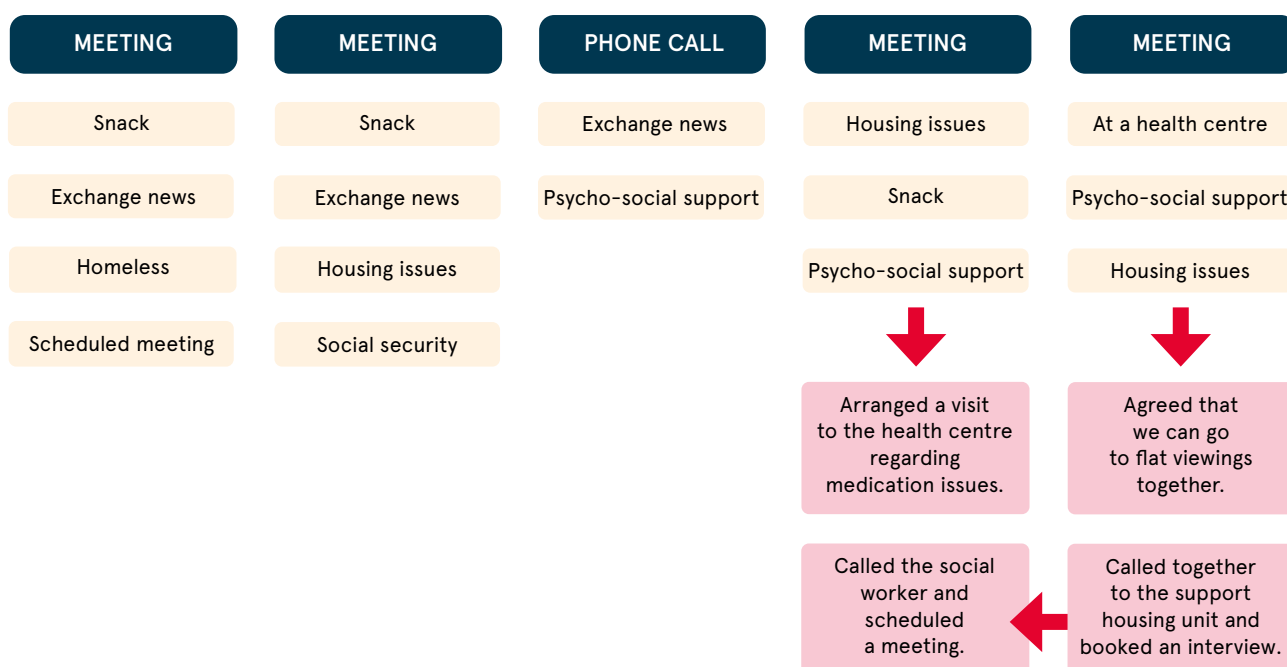 MEETING
Snack
Exchange news
Homeless
Scheduled meeting
MEETING
Snack
Exchange news
Housing issues
Social security
PHONE CALL
Exchange news
Psycho-social support
MEETING
Housing issues
Snack
Psycho-social support
Arranged a visit
to the health centre
regarding
medication issues.
MEETING
At a health centre
Psycho-social support
Housing issues
Agreed that
we can go
to flat viewings
together.
Called together
to the support
housing unit and
booked an interview.
Called the social
worker and
scheduled
a meeting.